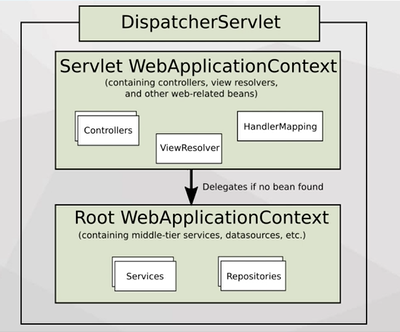 DispatcherServlet
Servlet WebApplicationContext
(containing controllers, view resolvers,
and other web-related beans)
Controllers
ViewResolver
HandlerMapping
Delegates if no bean found
Root WebApplicationContext
(containing middle-tier services, datasources, etc.)
Services
Repositories